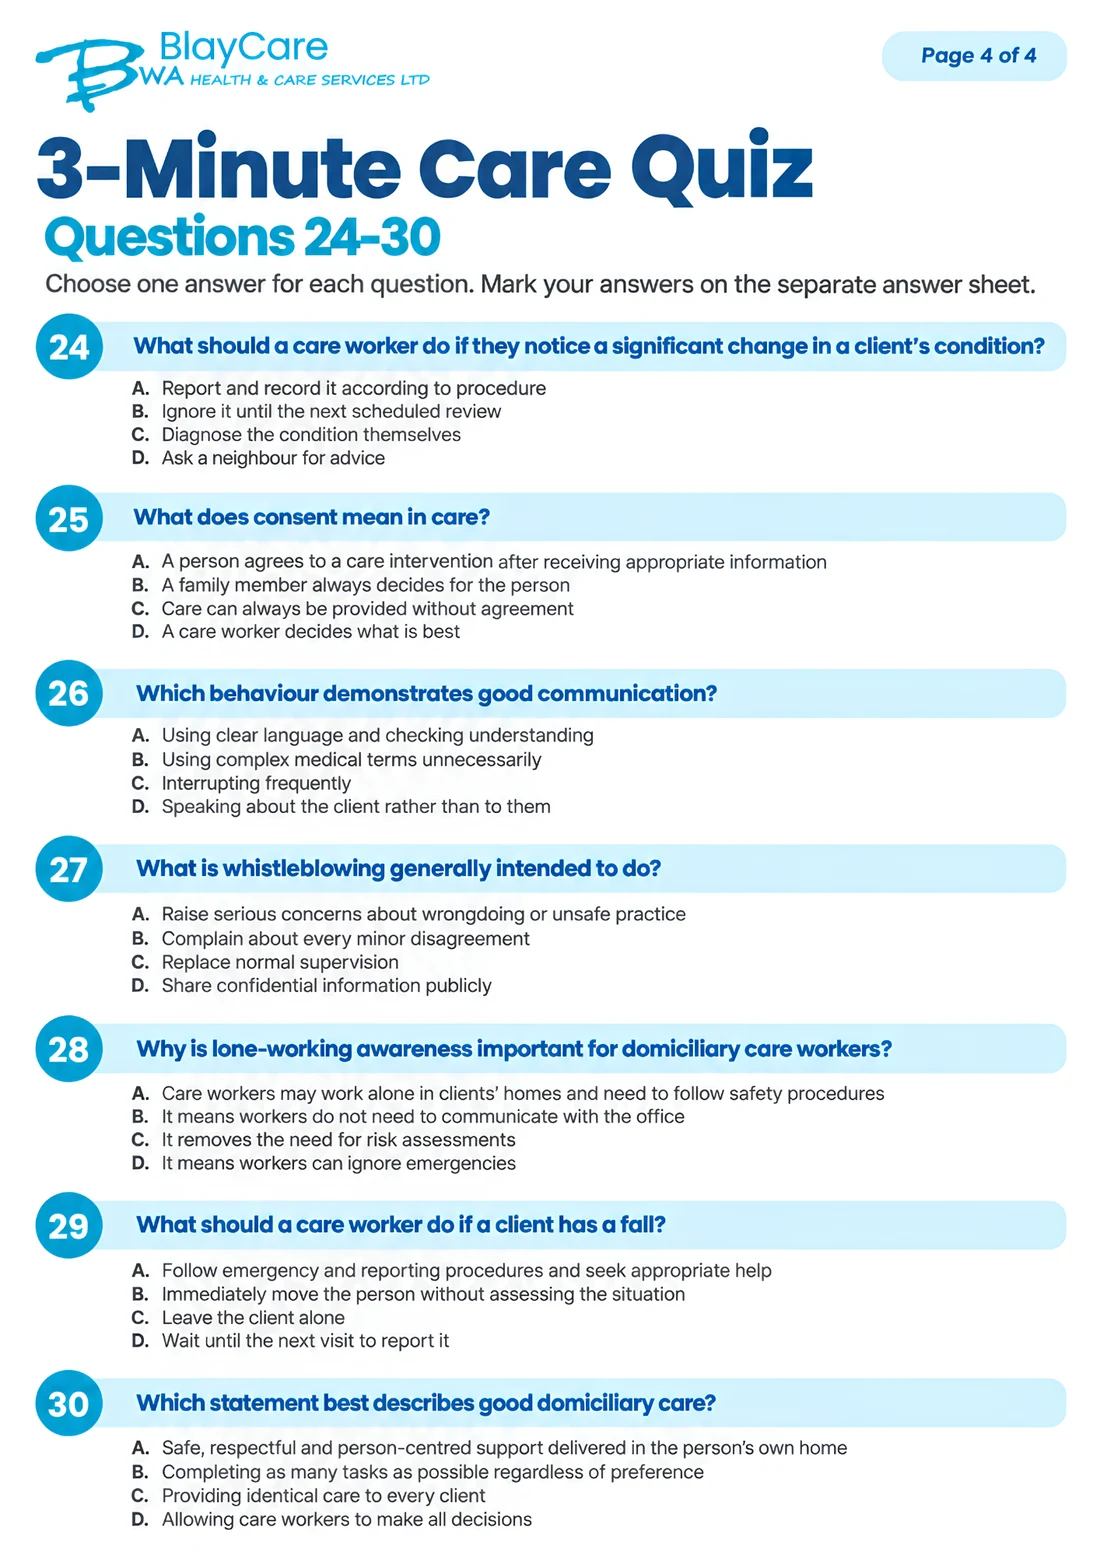 BlayCare
BWA HEALTH & CARE SERVICES LTD
Page 4 of 4
3-Minute Care Quiz
Questions 24-30
Choose one answer for each question. Mark your answers on the separate answer sheet.
24 What should a care worker do if they notice a significant change in a client's condition?
A. Report and record it according to procedure
B. Ignore it until the next scheduled review
C. Diagnose the condition themselves
D. Ask a neighbour for advice
25 What does consent mean in care?
A. A person agrees to a care intervention after receiving appropriate information
B. A family member always decides for the person
C. Care can always be provided without agreement
D. A care worker decides what is best
26 Which behaviour demonstrates good communication?
A. Using clear language and checking understanding
B. Using complex medical terms unnecessarily
C. Interrupting frequently
D. Speaking about the client rather than to them
27 What is whistleblowing generally intended to do?
A. Raise serious concerns about wrongdoing or unsafe practice
B. Complain about every minor disagreement
C. Replace normal supervision
D. Share confidential information publicly
28 Why is lone-working awareness important for domiciliary care workers?
A. Care workers may work alone in clients' homes and need to follow safety procedures
B. It means workers do not need to communicate with the office
C. It removes the need for risk assessments
D. It means workers can ignore emergencies
29 What should a care worker do if a client has a fall?
A. Follow emergency and reporting procedures and seek appropriate help
B. Immediately move the person without assessing the situation
C. Leave the client alone
D. Wait until the next visit to report it
30 Which statement best describes good domiciliary care?
A. Safe, respectful and person-centred support delivered in the person's own home
B. Completing as many tasks as possible regardless of preference
C. Providing identical care to every client
D. Allowing care workers to make all decisions